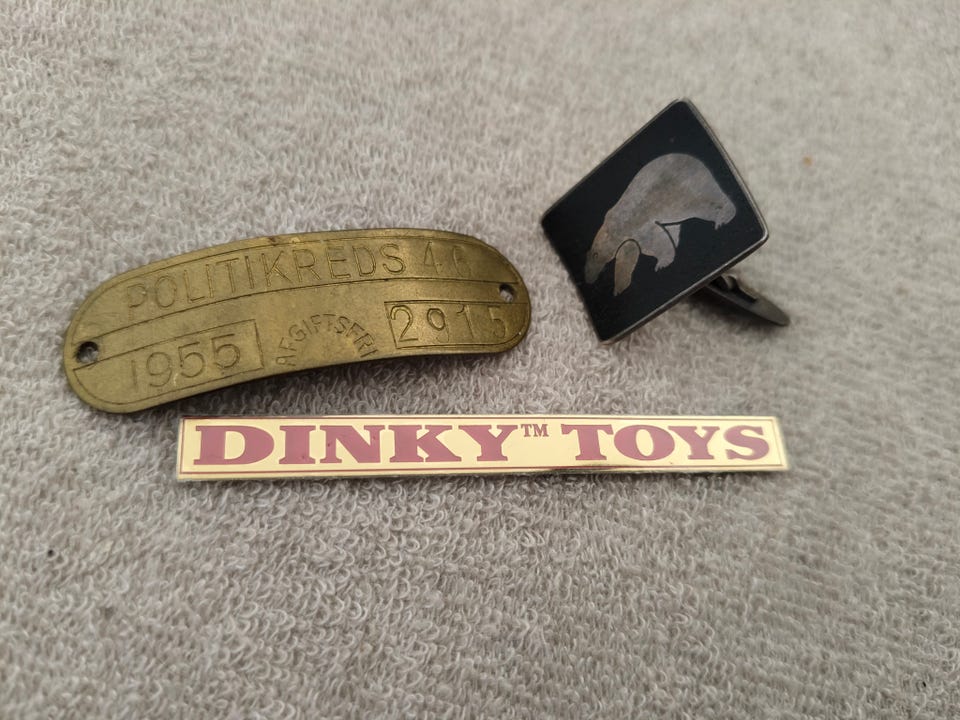 POLITIKREDS 46
1955 AFGIFTSFRI 2915
DINKY™ TOYS